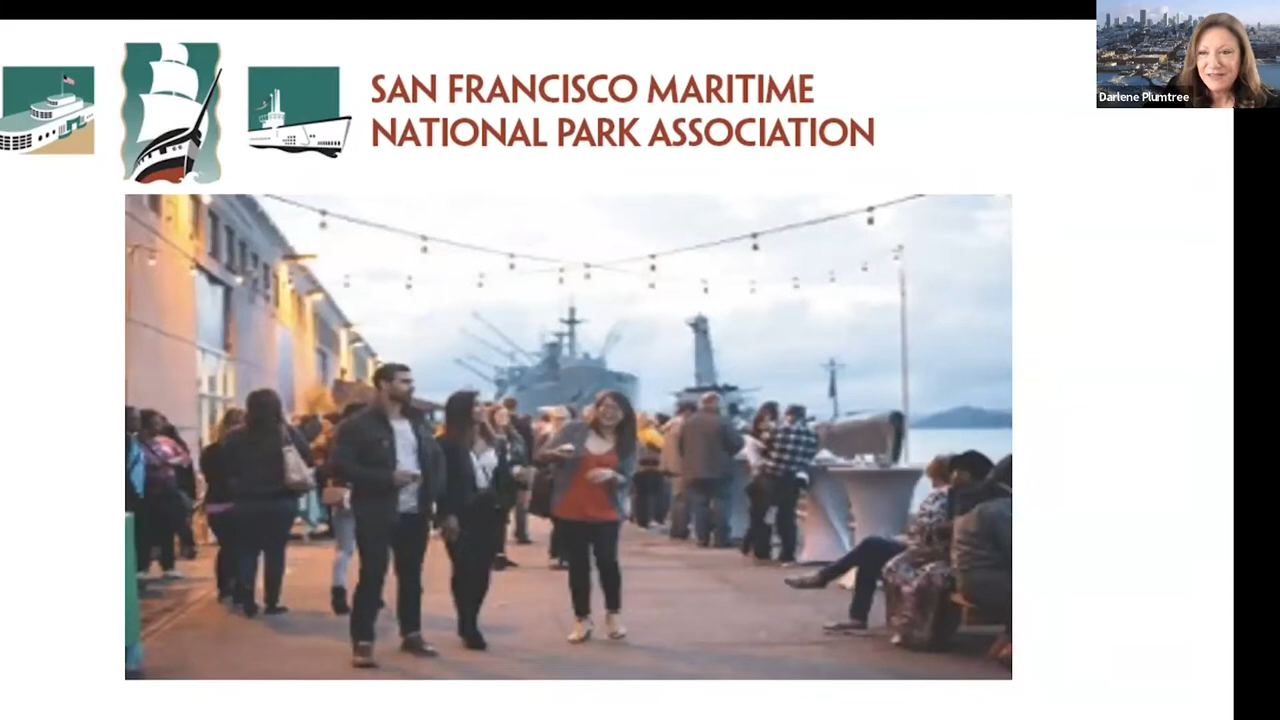 SAN FRANCISCO MARITIME
NATIONAL PARK ASSOCIATION
Darlene Plumtree